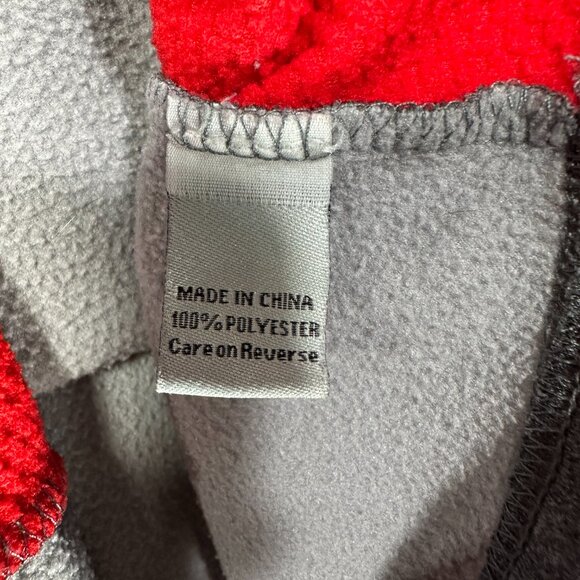 MADE IN CHINA
100% POLYESTER
Care on Reverse